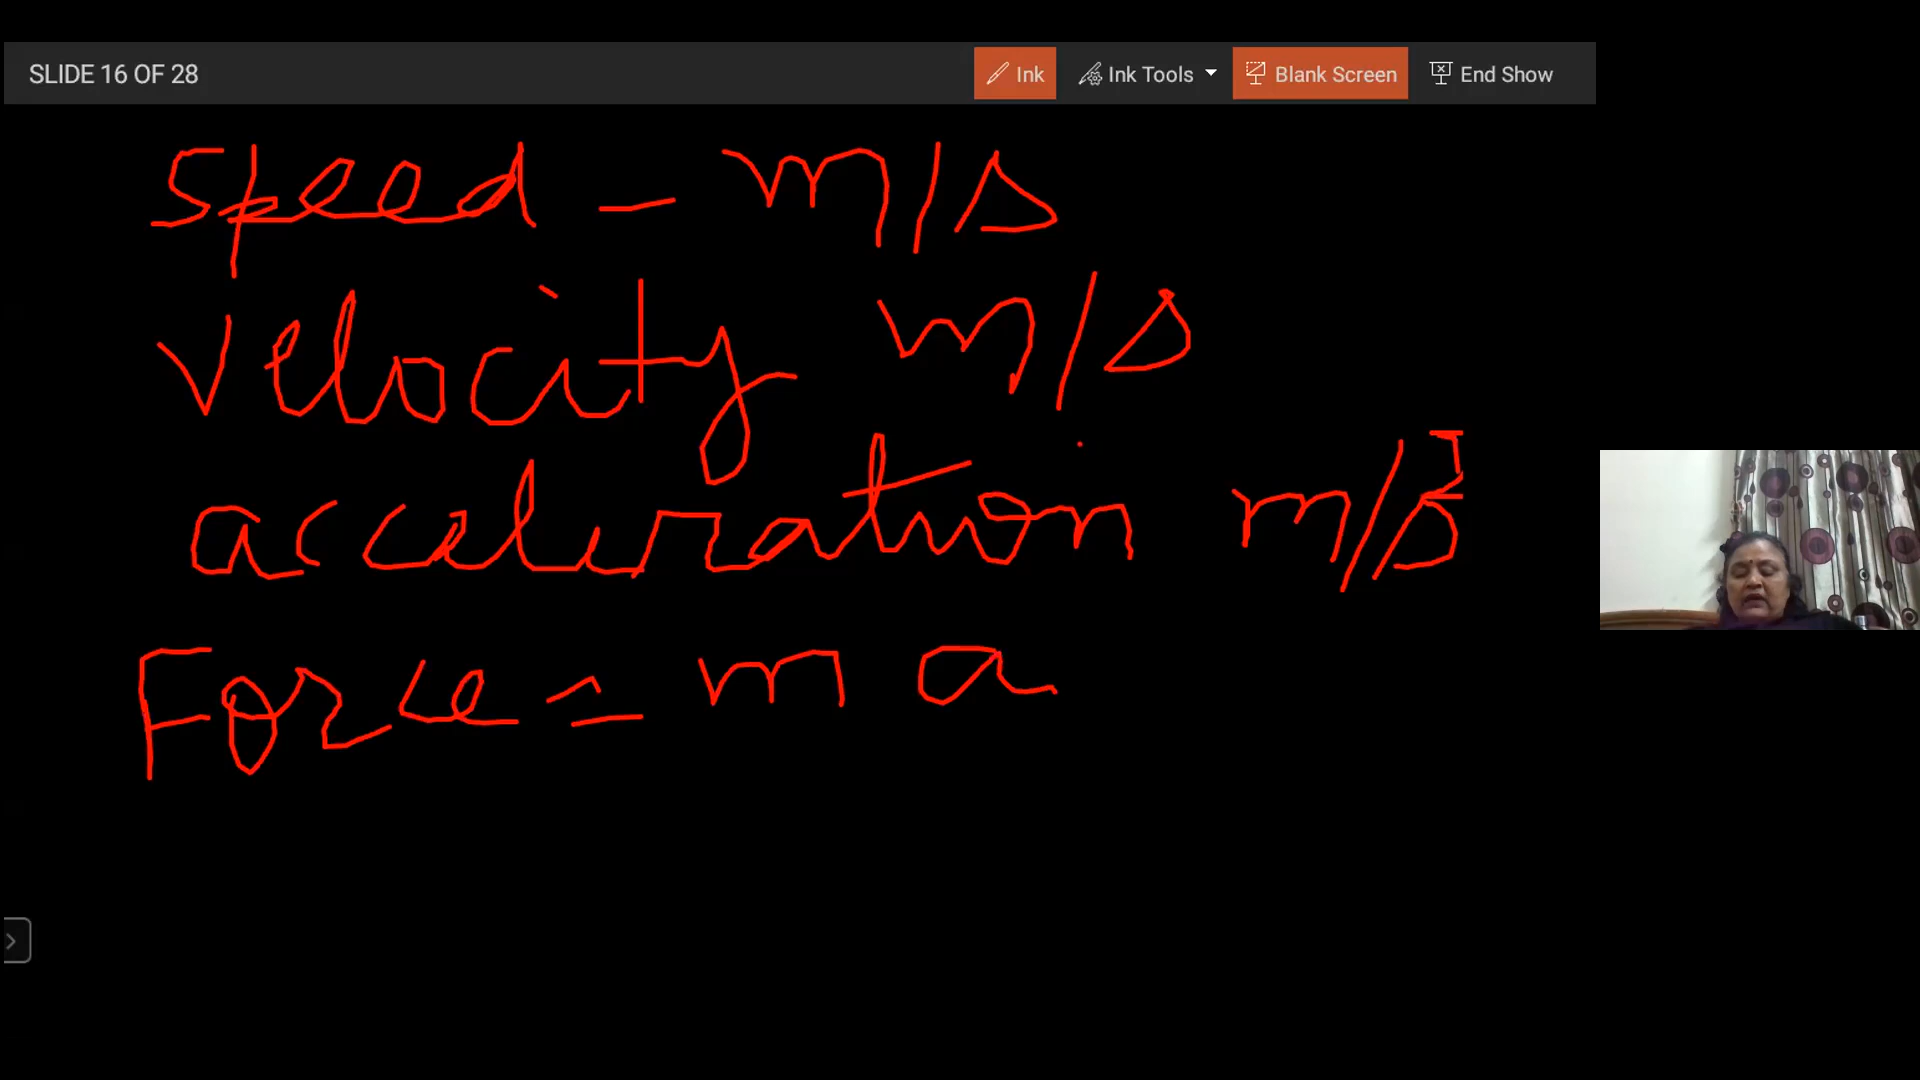 SLIDE 16 OF 28
Ink
Ink Tools
Blank Screen
End Show
Speed - m/s
Velocity m/s
acceleration m/s²
Force = m a